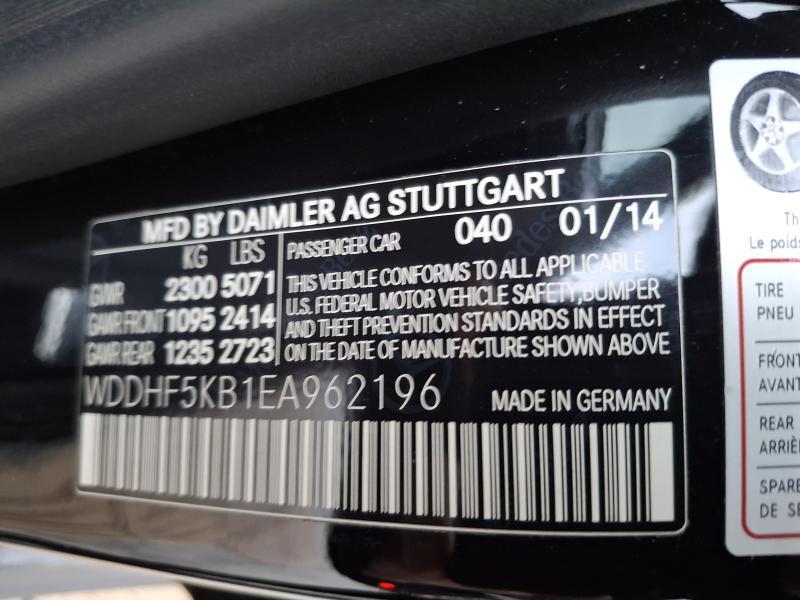 MFD BY DAIMLER AG STUTTGART
KG LBS
GVWR 2300 5071
GAWR FRONT 1095 2414
GAWR REAR 1235 2723
PASSENGER CAR 040 01/14
THIS VEHICLE CONFORMS TO ALL APPLICABLE
U.S. FEDERAL MOTOR VEHICLE SAFETY, BUMPER
AND THEFT PREVENTION STANDARDS IN EFFECT
ON THE DATE OF MANUFACTURE SHOWN ABOVE
WDDHF5KB1EA962196 MADE IN GERMANY
Th
Le poids
TIRE
PNEU
FRONT
AVANT
REAR
ARRIÈ
SPARE
DE SE